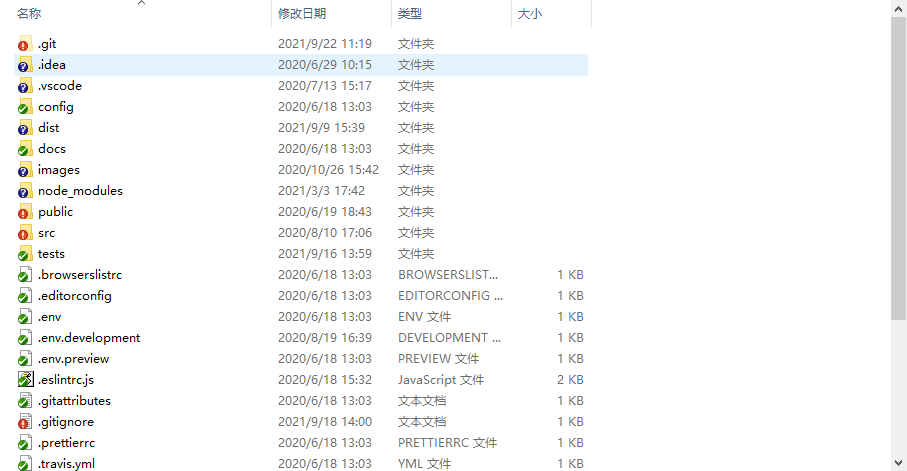 名称 修改日期 类型 大小
.git 2021/9/22 11:19 文件夹
.idea 2020/6/29 10:15 文件夹
.vscode 2020/7/13 15:17 文件夹
config 2020/6/18 13:03 文件夹
dist 2021/9/9 15:39 文件夹
docs 2020/6/18 13:03 文件夹
images 2020/10/26 15:42 文件夹
node_modules 2021/3/3 17:42 文件夹
public 2020/6/19 18:43 文件夹
src 2020/8/10 17:06 文件夹
tests 2021/9/16 13:59 文件夹
.browserslistrc 2020/6/18 13:03 BROWSERSLIST... 1 KB
.editorconfig 2020/6/18 13:03 EDITORCONFIG ... 1 KB
.env 2020/6/18 13:03 ENV 文件 1 KB
.env.development 2020/8/19 16:39 DEVELOPMENT ... 1 KB
.env.preview 2020/6/18 13:03 PREVIEW 文件 1 KB
.eslintrc.js 2020/6/18 15:32 JavaScript 文件 2 KB
.gitattributes 2020/6/18 13:03 文本文档 1 KB
.gitignore 2021/9/18 14:00 文本文档 1 KB
.prettierrc 2020/6/18 13:03 PRETTIERRC 文件 1 KB
.travis.yml 2020/6/18 13:03 YML 文件 1 KB